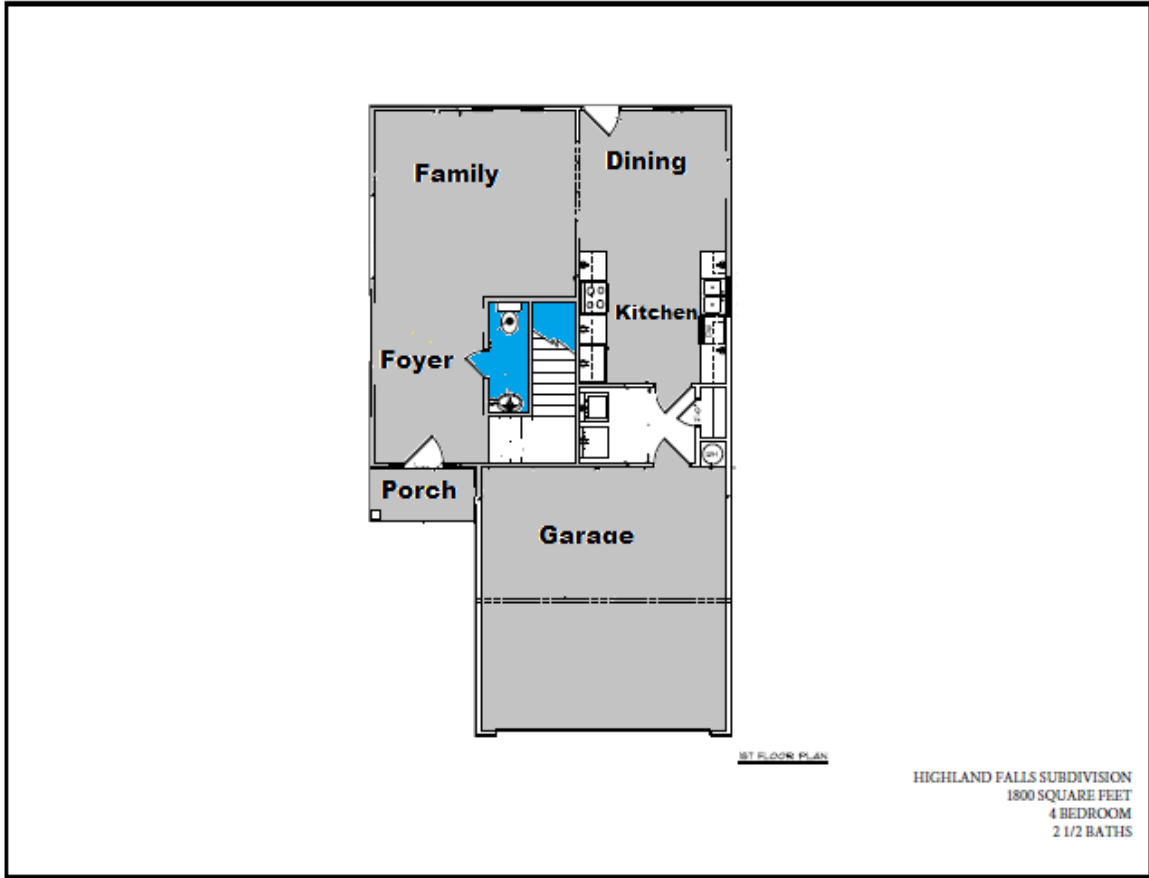 Family
Dining
Kitchen
Foyer
Porch
Garage
1ST FLOOR PLAN
HIGHLAND FALLS SUBDIVISION
1800 SQUARE FEET
4 BEDROOM
2 1/2 BATHS